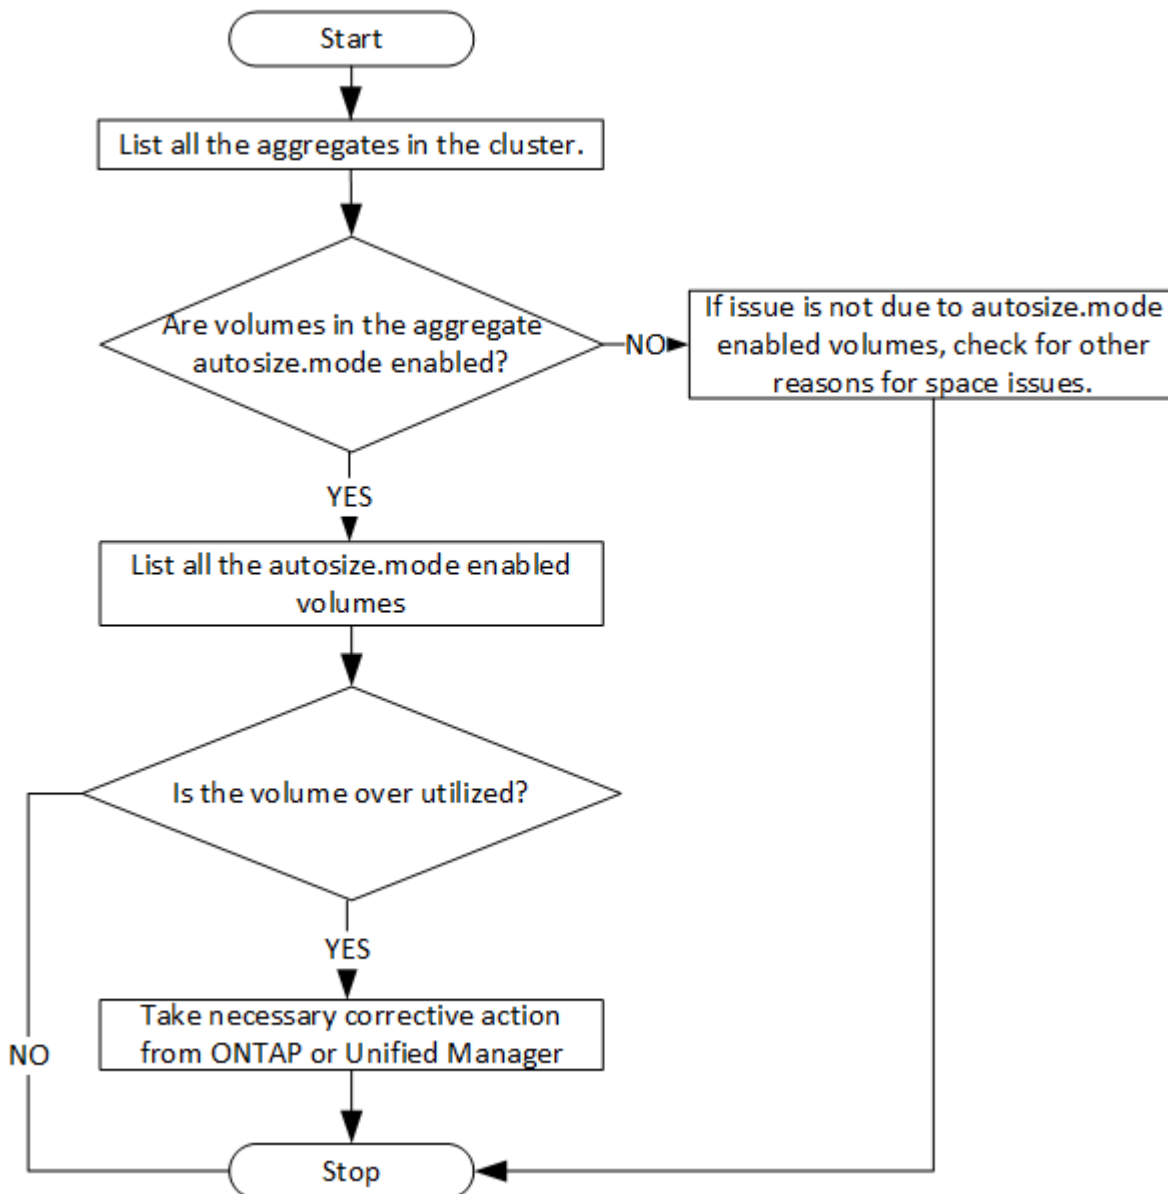 Start
List all the aggregates in the cluster.
Are volumes in the aggregate
autosize.mode enabled?
NO
If issue is not due to autosize.mode
enabled volumes, check for other
reasons for space issues.
YES
List all the autosize.mode enabled
volumes
Is the volume over utilized?
YES
Take necessary corrective action
from ONTAP or Unified Manager
NO
Stop